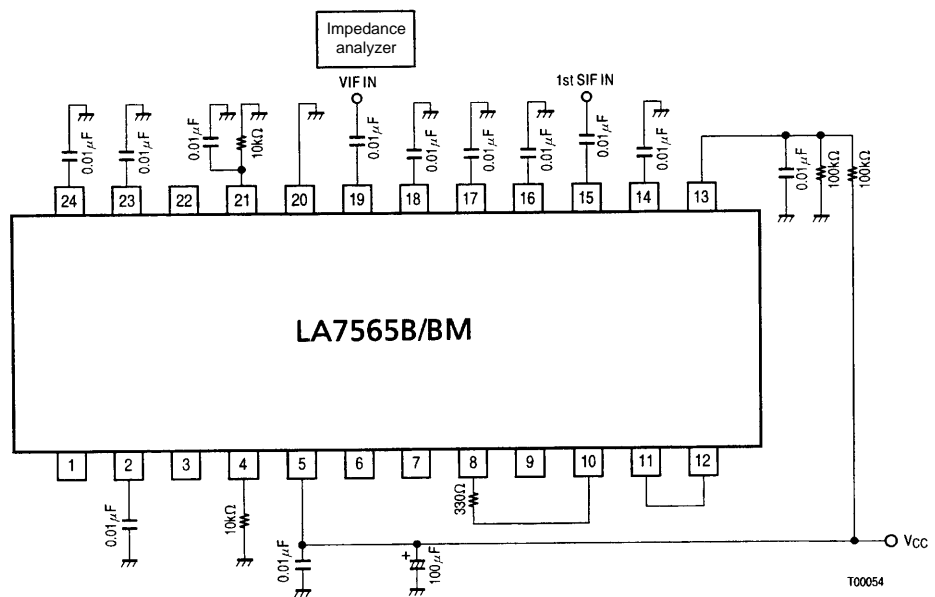 Impedance
analyzer
VIF IN
1st SIF IN
0.01μF
0.01μF
0.01μF
10kΩ
0.01μF
0.01μF
0.01μF
0.01μF
0.01μF
0.01μF
0.01μF
100kΩ
100kΩ
24 23 22 21 20 19 18 17 16 15 14 13
LA7565B/BM
1 2 3 4 5 6 7 8 9 10 11 12
0.01μF
10kΩ
0.01μF
+
100μF
330Ω
VCC
T00054